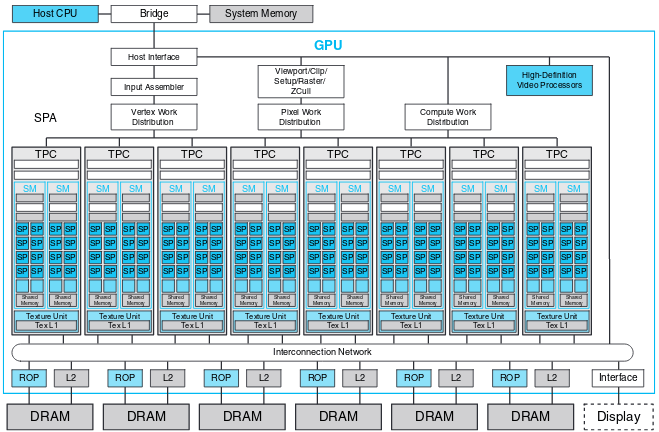 Host CPU
Bridge
System Memory
GPU
Host Interface
Viewport/Clip/
Setup/Raster/
ZCull
High-Definition
Video Processors
Input Assembler
SPA
Vertex Work
Distribution
Pixel Work
Distribution
Compute Work
Distribution
TPC TPC TPC TPC TPC TPC TPC TPC
SM SM SM SM SM SM SM SM SM SM SM SM SM SM SM SM
SP SP SP SP SP SP SP SP SP SP SP SP SP SP SP SP SP SP SP SP SP SP SP SP SP SP SP SP SP SP SP SP
SP SP SP SP SP SP SP SP SP SP SP SP SP SP SP SP SP SP SP SP SP SP SP SP SP SP SP SP SP SP SP SP
SP SP SP SP SP SP SP SP SP SP SP SP SP SP SP SP SP SP SP SP SP SP SP SP SP SP SP SP SP SP SP SP
SP SP SP SP SP SP SP SP SP SP SP SP SP SP SP SP SP SP SP SP SP SP SP SP SP SP SP SP SP SP SP SP
Shared Shared Shared Shared Shared Shared Shared Shared Shared Shared Shared Shared Shared Shared Shared Shared
Memory Memory Memory Memory Memory Memory Memory Memory Memory Memory Memory Memory Memory Memory Memory Memory
Texture Unit Texture Unit Texture Unit Texture Unit Texture Unit Texture Unit Texture Unit Texture Unit
Tex L1 Tex L1 Tex L1 Tex L1 Tex L1 Tex L1 Tex L1 Tex L1
Interconnection Network
ROP L2 ROP L2 ROP L2 ROP L2 ROP L2 ROP L2 Interface
DRAM DRAM DRAM DRAM DRAM DRAM Display